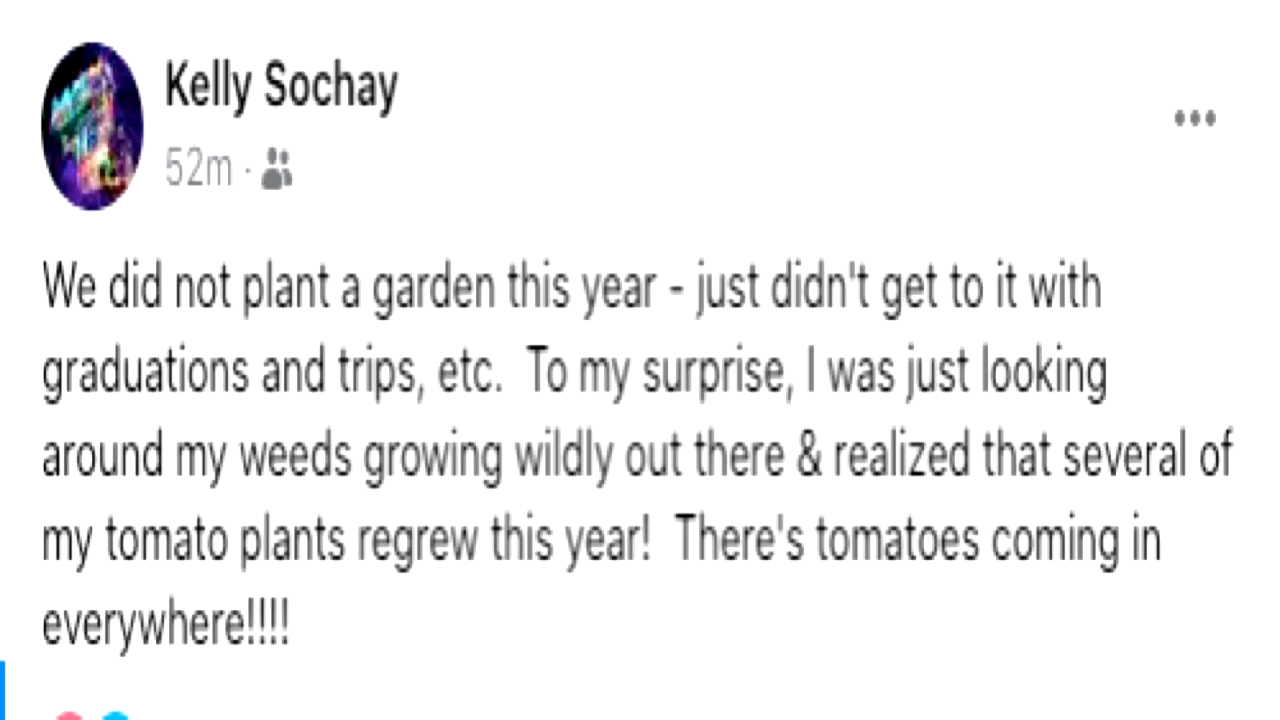 Kelly Sochay
52m ·
We did not plant a garden this year - just didn't get to it with
graduations and trips, etc.  To my surprise, I was just looking
around my weeds growing wildly out there & realized that several of
my tomato plants regrew this year!  There's tomatoes coming in
everywhere!!!!